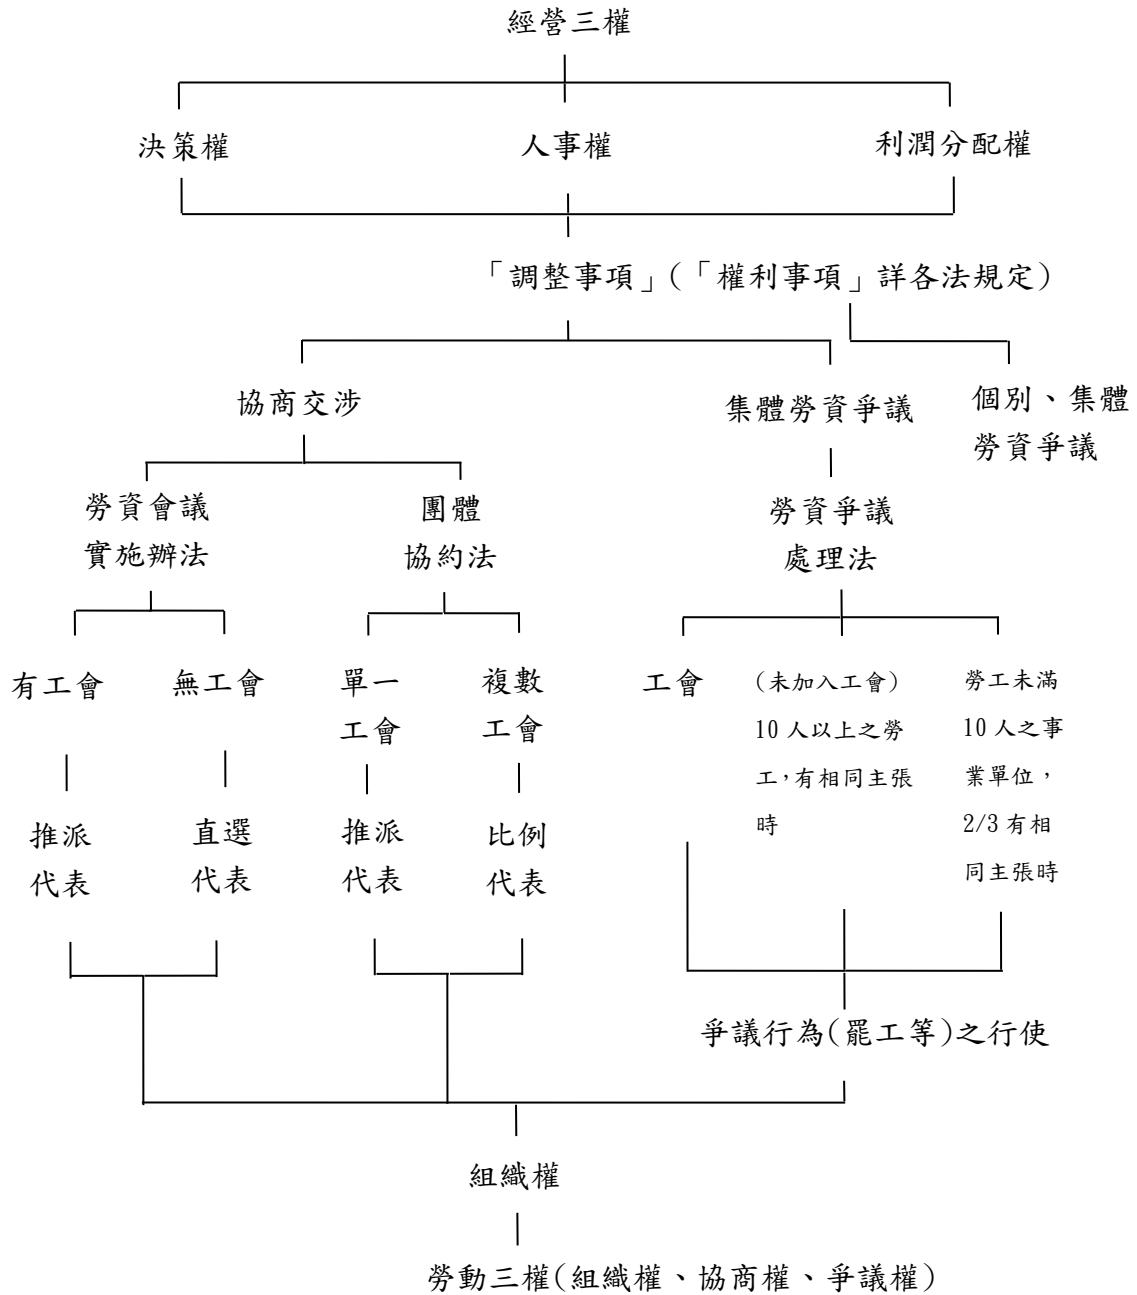 經營三權
決策權
人事權
利潤分配權
「調整事項」(「權利事項」詳各法規定)
協商交涉
集體勞資爭議
個別、集體
勞資爭議
勞資會議
實施辦法
團體
協約法
勞資爭議
處理法
有工會
無工會
單一
工會
複數
工會
工會
(未加入工會)
10人以上之勞
工,有相同主張
時
勞工未滿
10人之事
業單位,
2/3有相
同主張時
推派
代表
直選
代表
推派
代表
比例
代表
爭議行為(罷工等)之行使
組織權
勞動三權(組織權、協商權、爭議權)